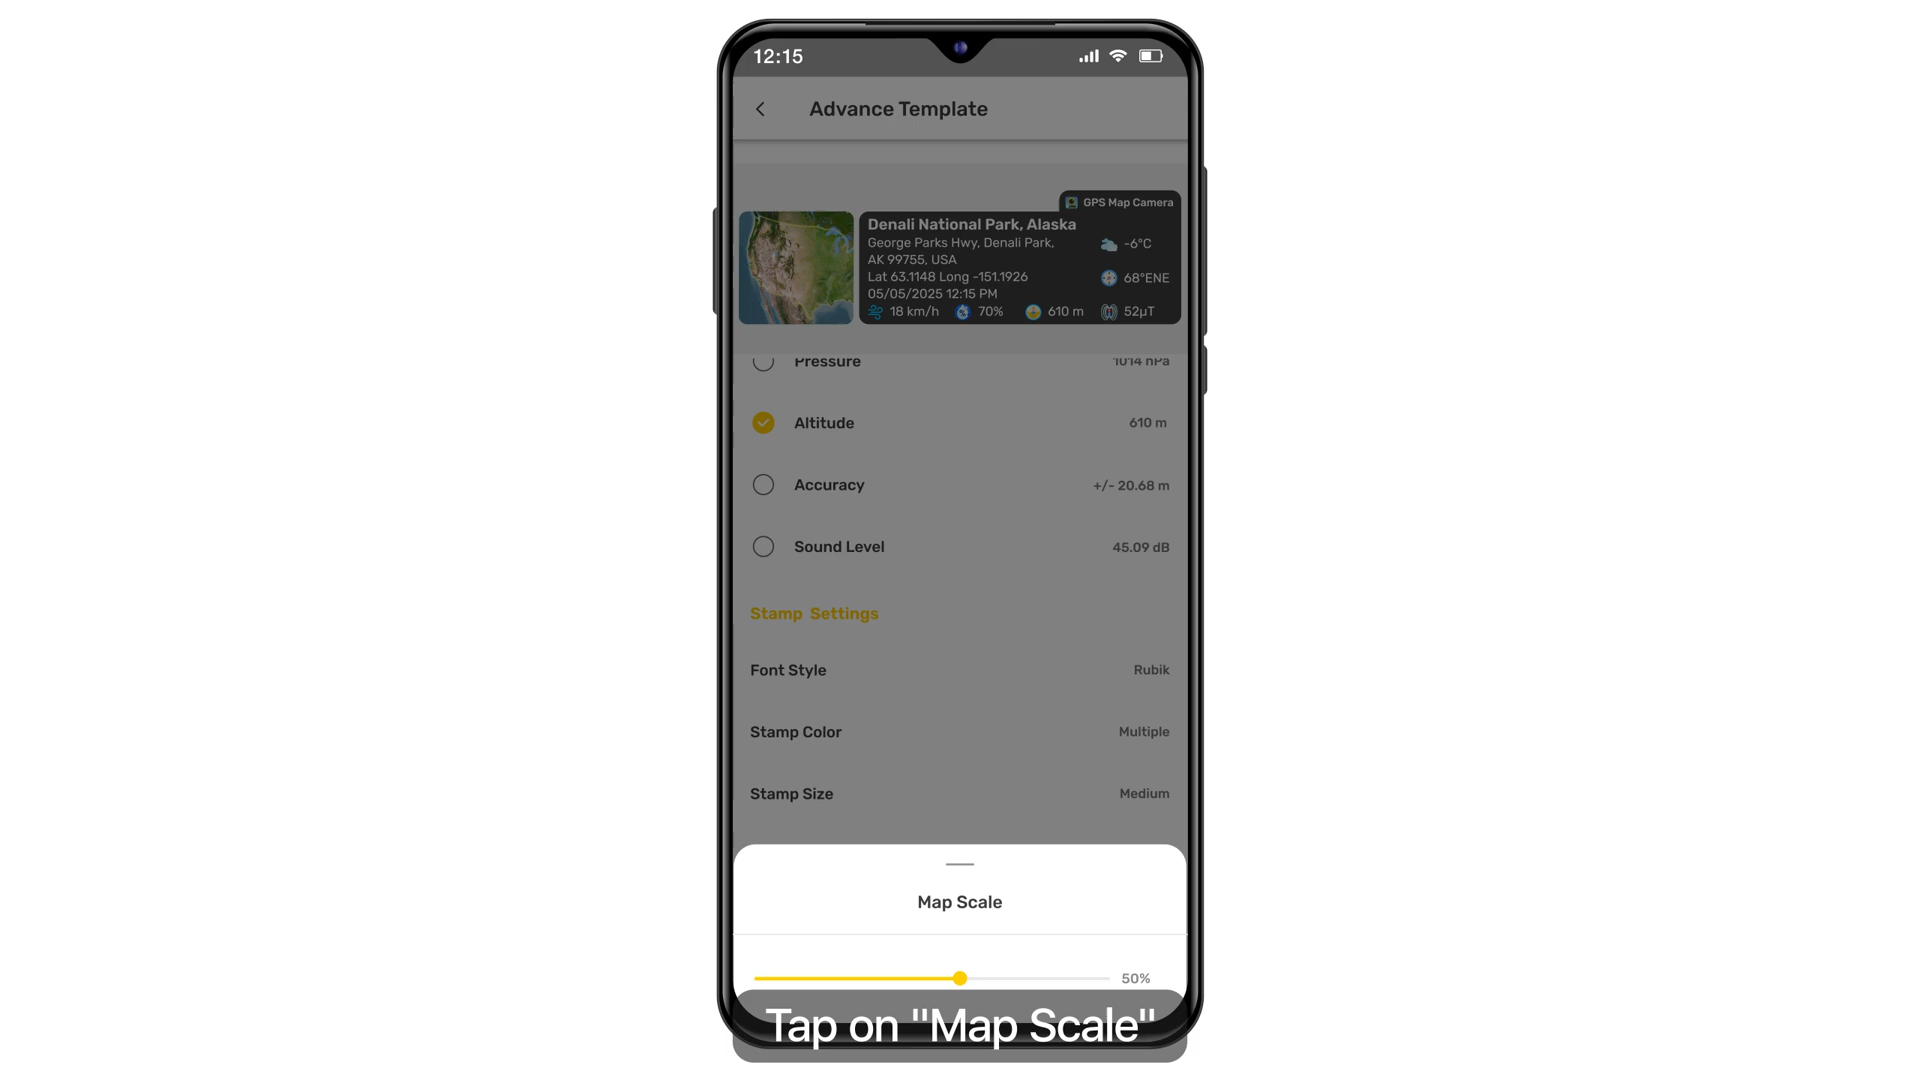 12:15
Advance Template
GPS Map Camera
Denali National Park, Alaska
George Parks Hwy, Denali Park,
AK 99755, USA
Lat 63.1148 Long -151.1926
05/05/2025 12:15 PM
-6°C
68°ENE
18 km/h 70% 610 m 52µT
Pressure 1014 hPa
Altitude 610 m
Accuracy +/- 20.68 m
Sound Level 45.09 dB
Stamp Settings
Font Style Rubik
Stamp Color Multiple
Stamp Size Medium
Map Scale
50%
Tap on "Map Scale"